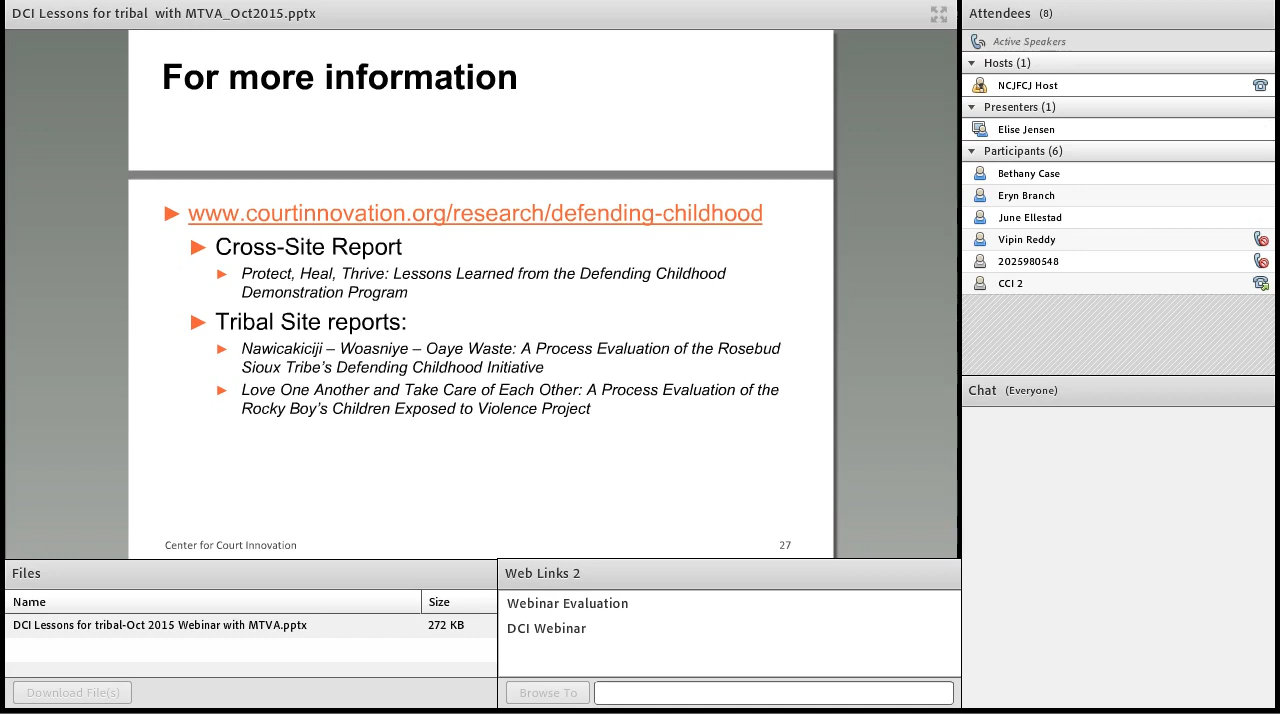 DCI Lessons for tribal  with MTVA_Oct2015.pptx
For more information
www.courtinnovation.org/research/defending-childhood
Cross-Site Report
Protect, Heal, Thrive: Lessons Learned from the Defending Childhood
Demonstration Program
Tribal Site reports:
Nawicakiciji – Woasniye – Oaye Waste: A Process Evaluation of the Rosebud
Sioux Tribe's Defending Childhood Initiative
Love One Another and Take Care of Each Other: A Process Evaluation of the
Rocky Boy's Children Exposed to Violence Project
Center for Court Innovation
27
Files
Name
Size
DCI Lessons for tribal-Oct 2015 Webinar with MTVA.pptx
272 KB
Download File(s)
Web Links 2
Webinar Evaluation
DCI Webinar
Browse To
Attendees (8)
Active Speakers
Hosts (1)
NCJFCJ Host
Presenters (1)
Elise Jensen
Participants (6)
Bethany Case
Eryn Branch
June Ellestad
Vipin Reddy
2025980548
CCI 2
Chat (Everyone)